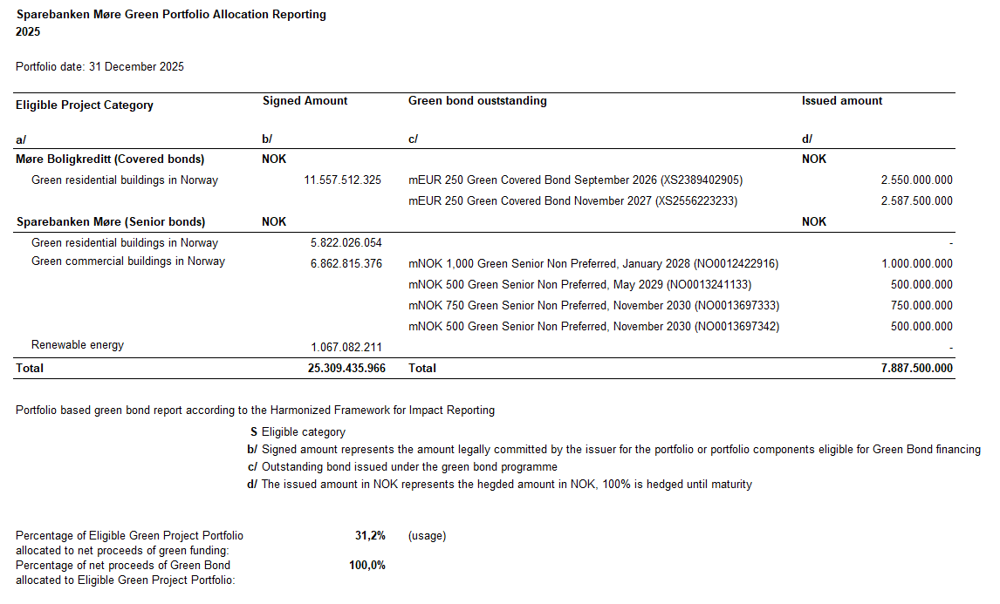 Sparebanken Møre Green Portfolio Allocation Reporting
2025
Portfolio date: 31 December 2025
Eligible Project Category Signed Amount Green bond ouststanding Issued amount
a/ b/ c/ d/
Møre Boligkreditt (Covered bonds) NOK NOK
Green residential buildings in Norway 11.557.512.325 mEUR 250 Green Covered Bond September 2026 (XS2389402905) 2.550.000.000
mEUR 250 Green Covered Bond November 2027 (XS2556223233) 2.587.500.000
Sparebanken Møre (Senior bonds) NOK NOK
Green residential buildings in Norway 5.822.026.054 -
Green commercial buildings in Norway 6.862.815.376 mNOK 1,000 Green Senior Non Preferred, January 2028 (NO0012422916) 1.000.000.000
mNOK 500 Green Senior Non Preferred, May 2029 (NO0013241133) 500.000.000
mNOK 750 Green Senior Non Preferred, November 2030 (NO0013697333) 750.000.000
mNOK 500 Green Senior Non Preferred, November 2030 (NO0013697342) 500.000.000
Renewable energy 1.067.082.211 -
Total 25.309.435.966 Total 7.887.500.000
Portfolio based green bond report according to the Harmonized Framework for Impact Reporting
S Eligible category
b/ Signed amount represents the amount legally committed by the issuer for the portfolio or portfolio components eligible for Green Bond financing
c/ Outstanding bond issued under the green bond programme
d/ The issued amount in NOK represents the hegded amount in NOK, 100% is hedged until maturity
Percentage of Eligible Green Project Portfolio 31,2% (usage)
allocated to net proceeds of green funding:
Percentage of net proceeds of Green Bond 100,0%
allocated to Eligible Green Project Portfolio: